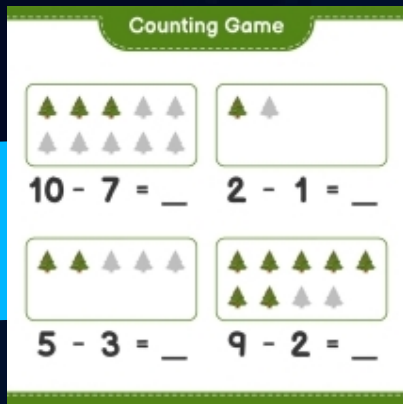 Counting Game
10 - 7 = _
2 - 1 = _
5 - 3 = _
9 - 2 = _